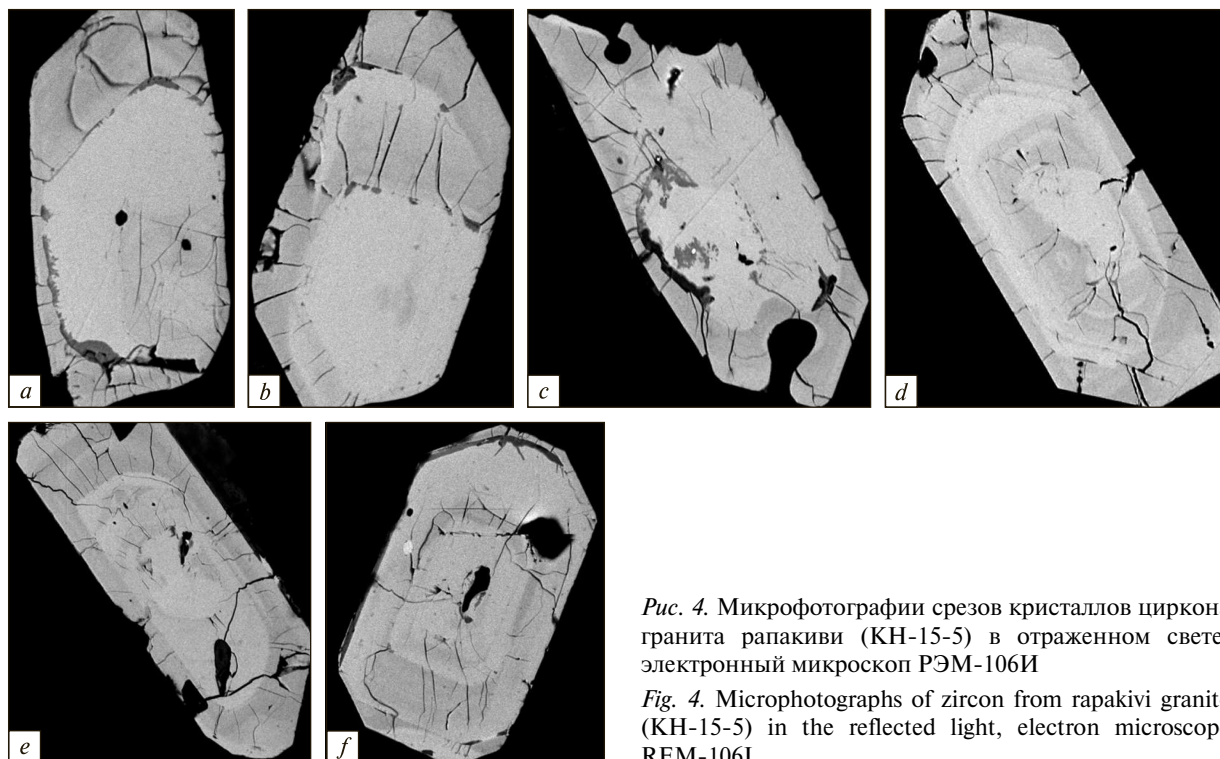 a
b
c
d
e
f
Рис. 4. Микрофотографии срезов кристаллов циркон
гранита рапакиви (КН-15-5) в отраженном свете
электронный микроскоп РЭМ-106И
Fig. 4. Microphotographs of zircon from rapakivi granit
(KH-15-5) in the reflected light, electron microscop
REM-106I